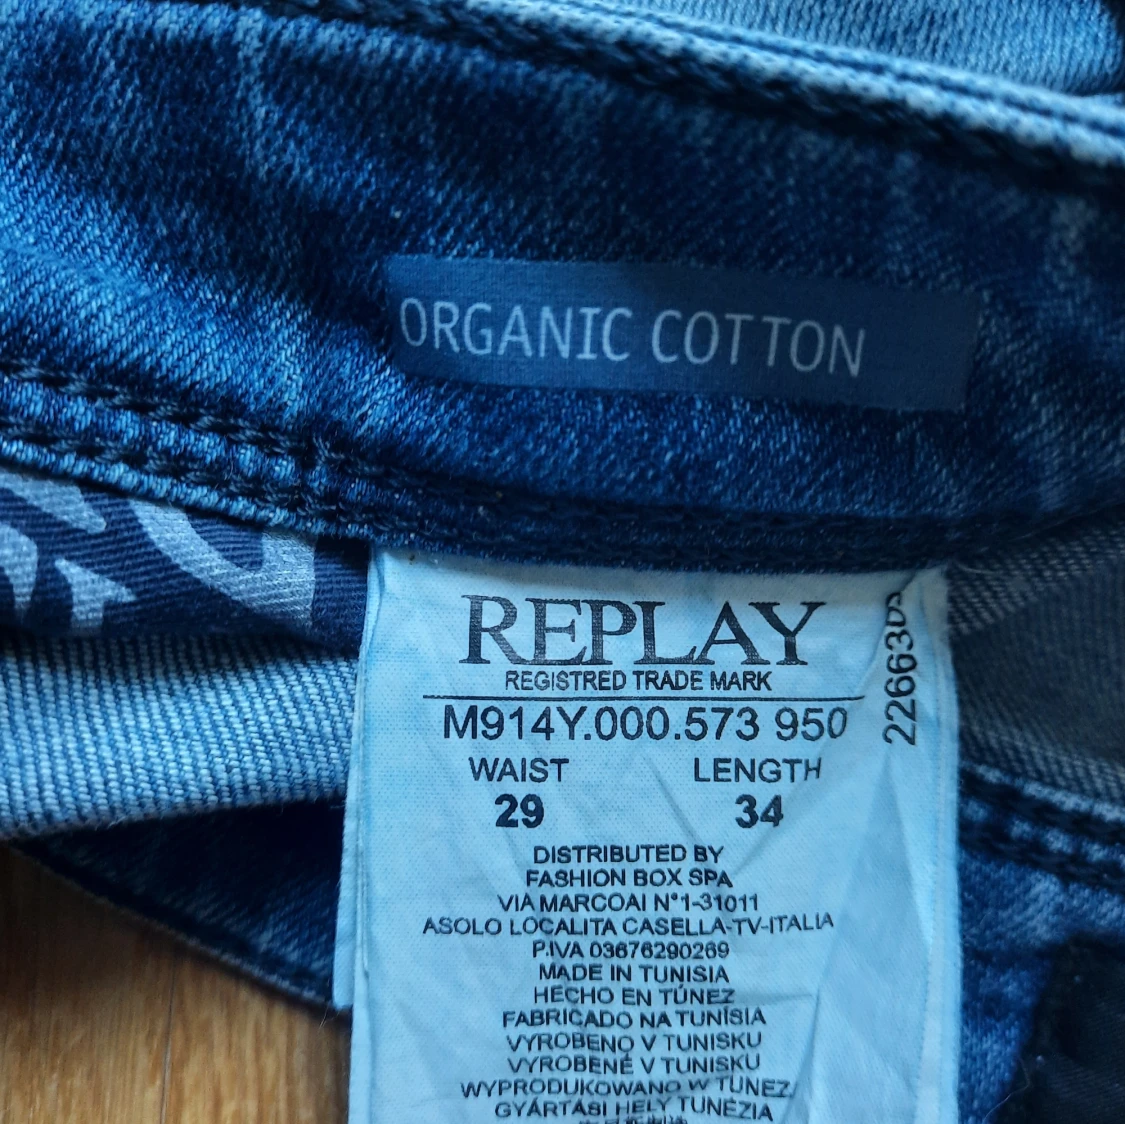 ORGANIC COTTON
REPLAY
REGISTRED TRADE MARK
M914Y.000.573 950
WAIST LENGTH
29 34
DISTRIBUTED BY
FASHION BOX SPA
VIA MARCOAI N°1-31011
ASOLO LOCALITA CASELLA-TV-ITALIA
P.IVA 03676290269
MADE IN TUNISIA
HECHO EN TÚNEZ
FABRICADO NA TUNÍSIA
VYROBENO V TUNISKU
VYROBENÉ V TUNISKU
WYPRODUKOWANO W TUNEZ
GYÁRTÁSI HELY TUNÉZIA